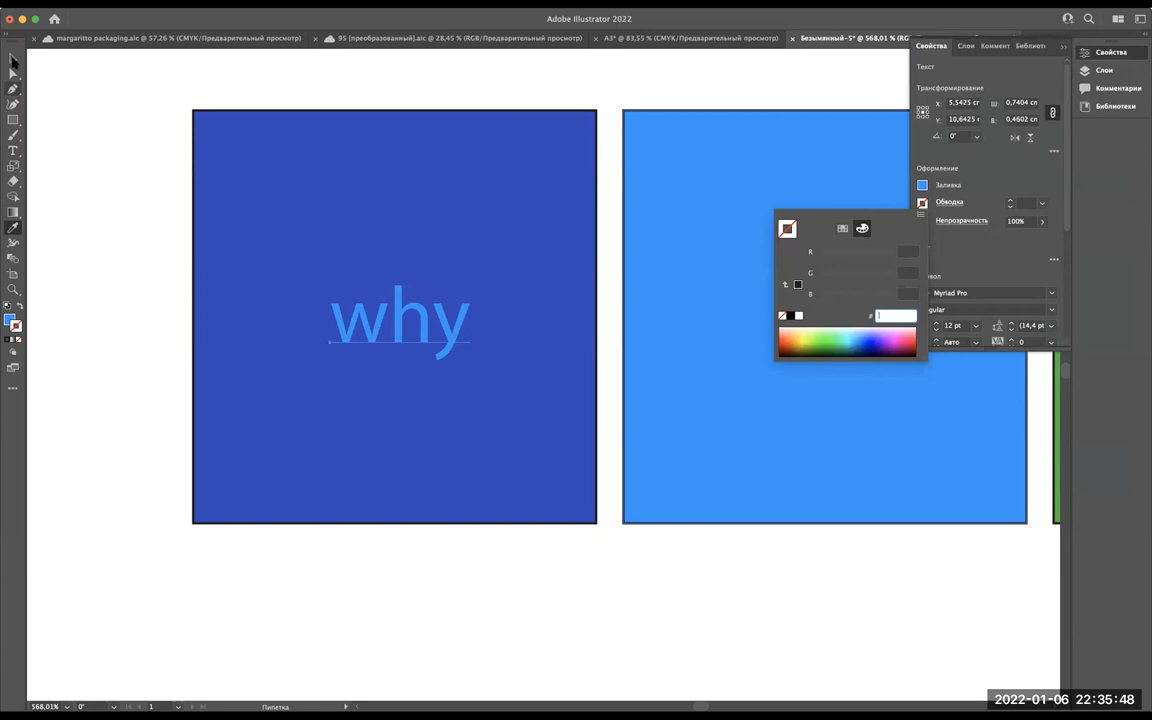 Adobe Illustrator 2022
margaritto packaging.aic @ 57,26 % (CMYK/Предварительный просмотр)
95 [преобразованный].aic @ 28,45 % (RGB/Предварительный просмотр)
A3* @ 83,55 % (CMYK/Предварительный просмотр)
Безымянный-5* @ 568,01 % (RG
Свойства
Слои
Коммент
Библиот
Свойства
Слои
Комментарии
Библиотеки
Текст
Трансформирование
X: 5,5425 с Ш: 0,7404 сп
Y: 10,6425 В: 0,4602 сп
0°
Оформление
Заливка
Обводка
Непрозрачность 100%
R
G
B
#
Myriad Pro
gular
12 pt (14,4 pt
Авто 0
why
568,01% 0° 1 Пипетка
2022-01-06 22:35:48